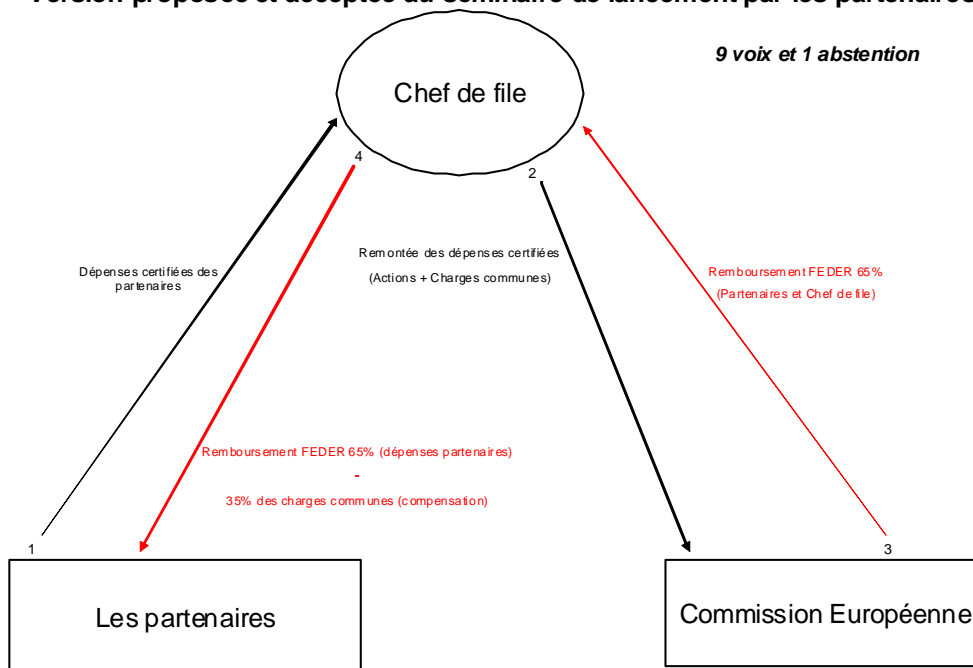 Version proposée et acceptée au séminaire de lancement par les partenaires
9 voix et 1 abstention
Chef de file
4
2
Remontée des dépenses certifiées
(Actions + Charges communes)
Dépenses certifiées des
partenaires
Remboursement FEDER 65%
(Partenaires et Chef de file)
Remboursement FEDER 65% (dépenses partenaires)
-
35% des charges communes (compensation)
1
3
Les partenaires
Commission Européenne